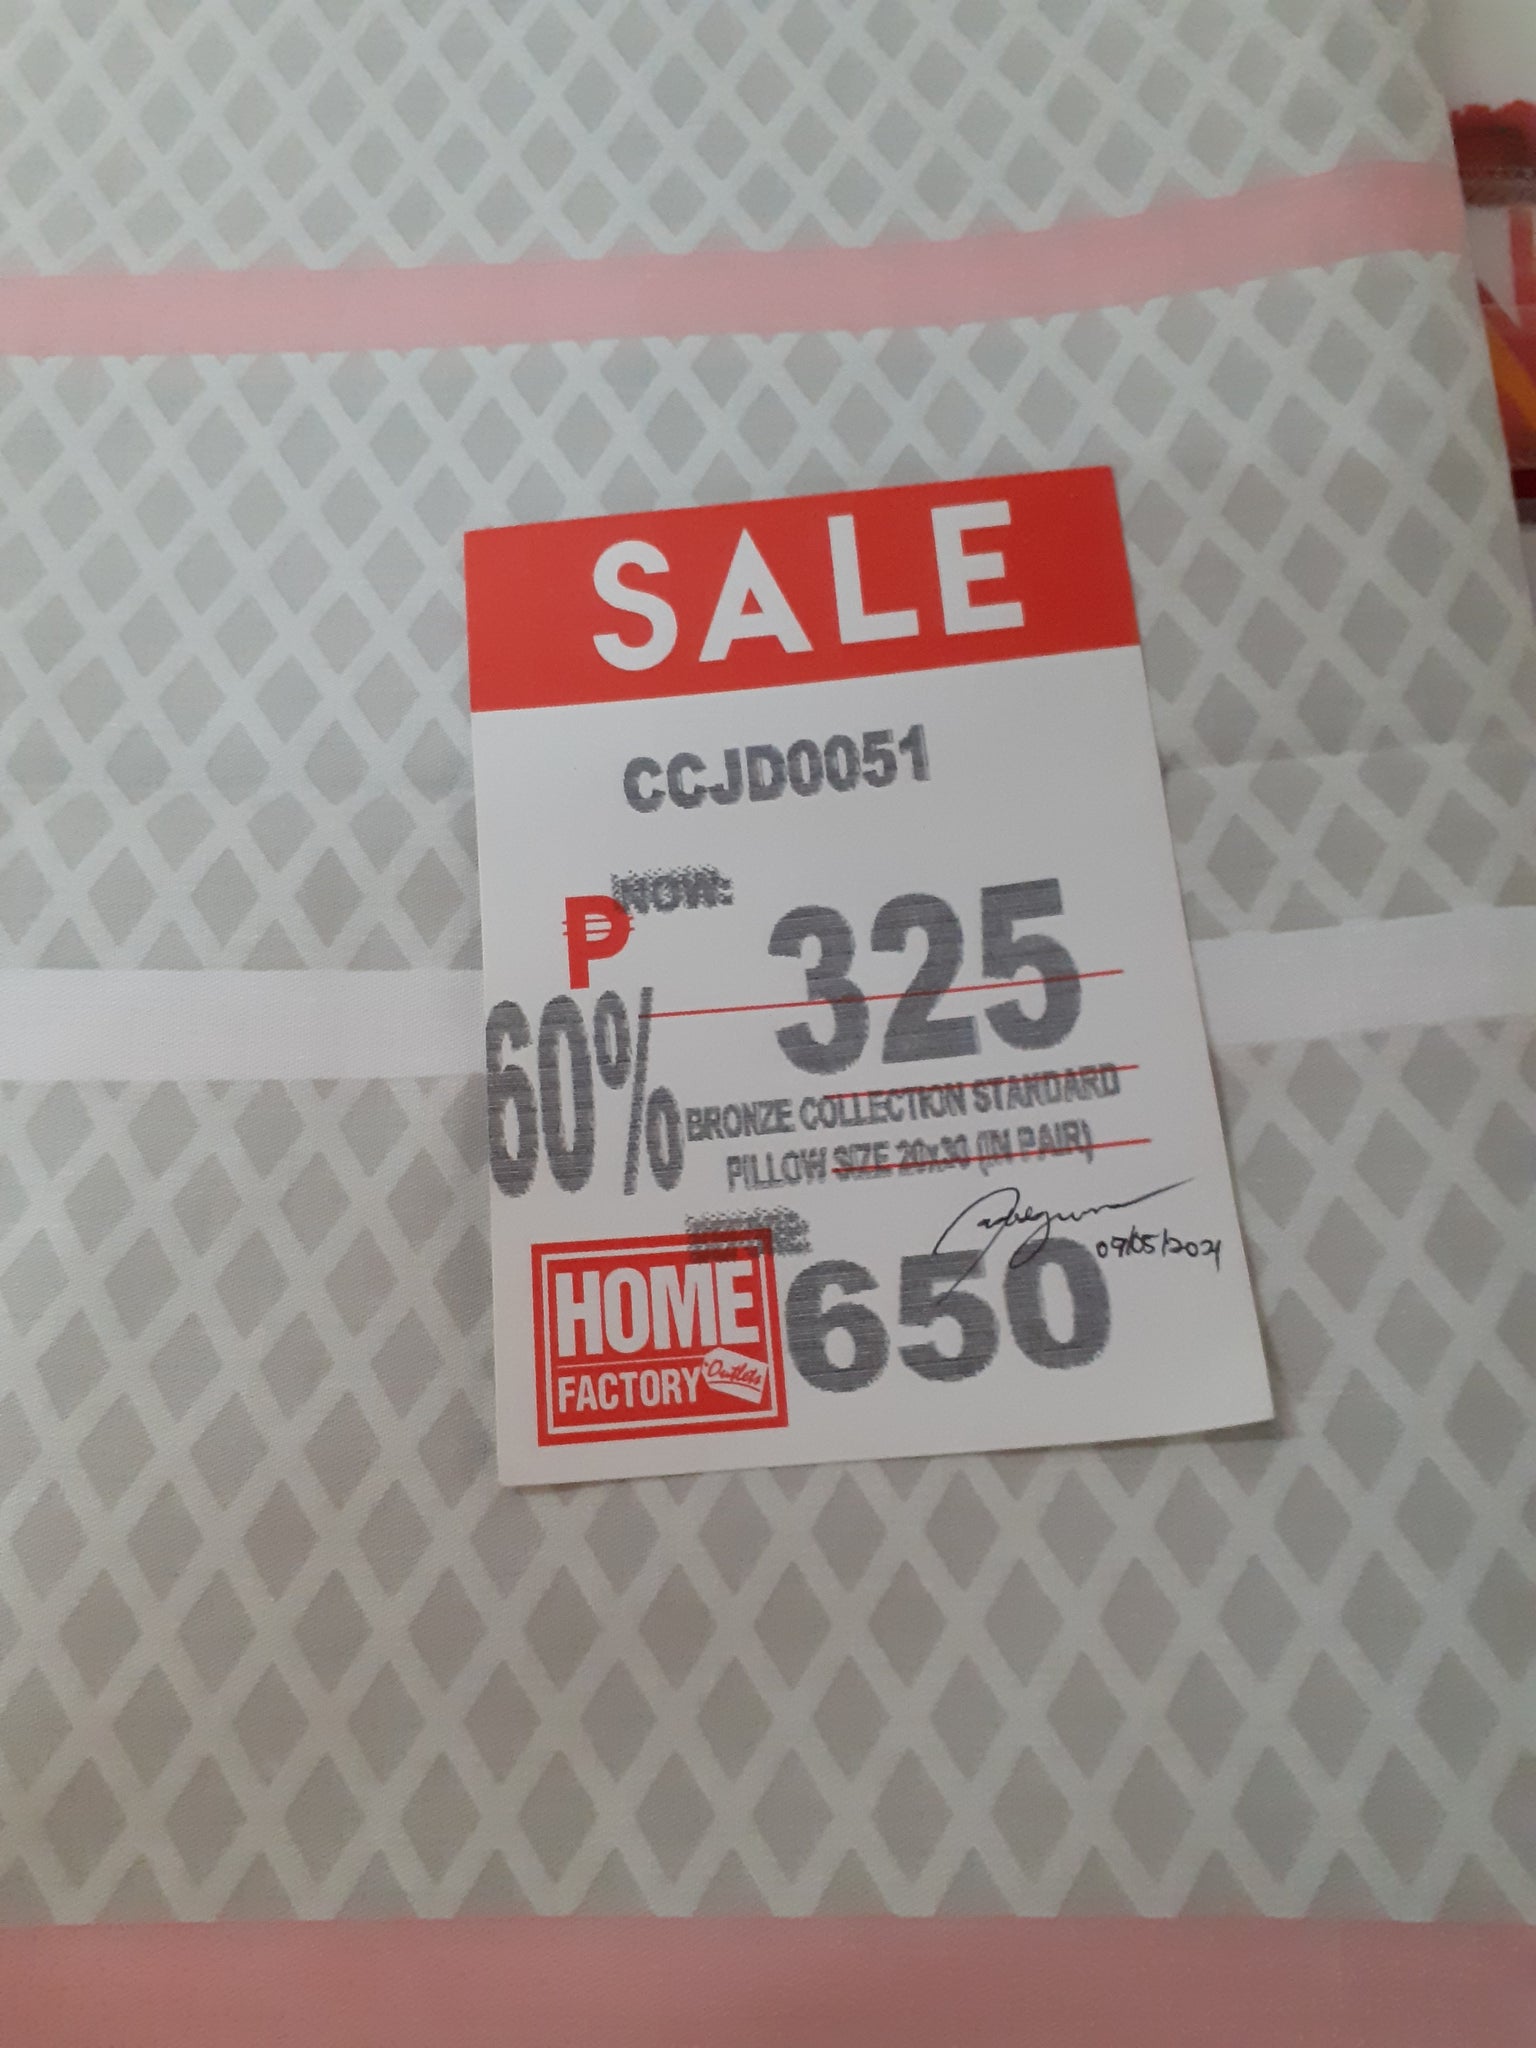 SALE
CCJD0051
NOW:
₱ 325
60%
BRONZE COLLECTION STANDARD
PILLOW SIZE 20x30 (IN PAIR)
09/05/2021
650
HOME
FACTORY Outlets